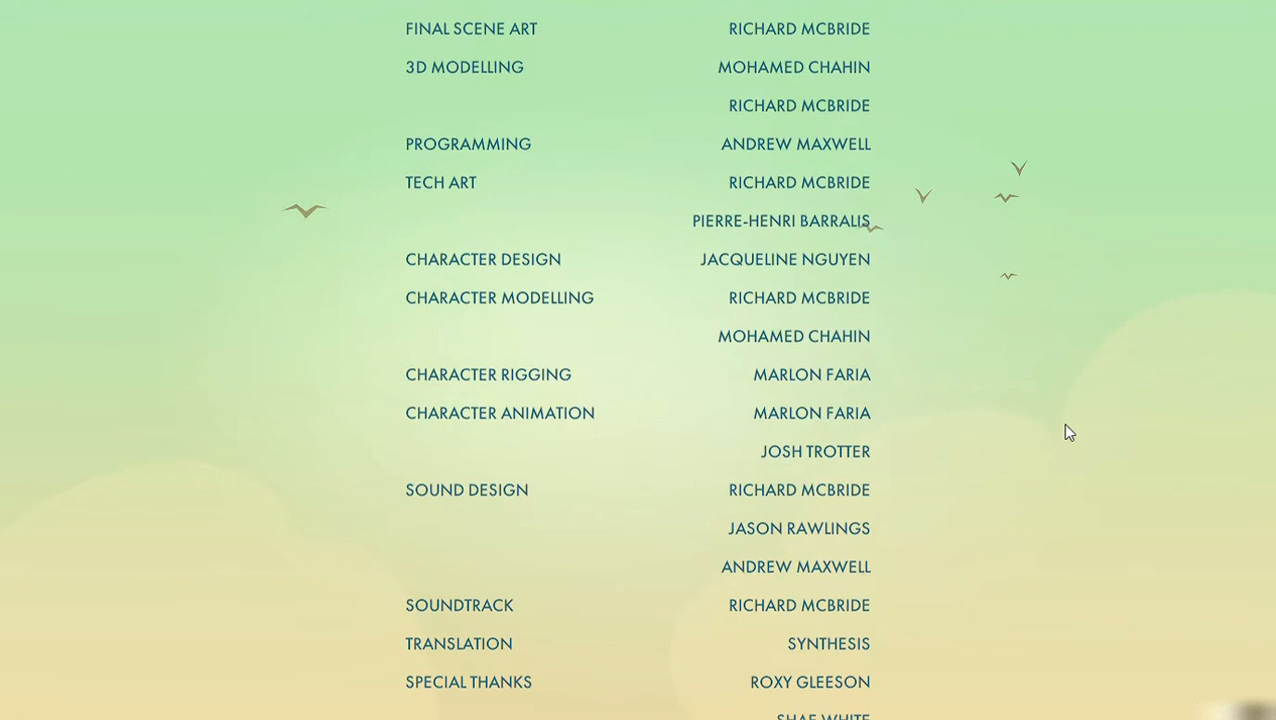 FINAL SCENE ART RICHARD MCBRIDE
3D MODELLING MOHAMED CHAHIN
RICHARD MCBRIDE
PROGRAMMING ANDREW MAXWELL
TECH ART RICHARD MCBRIDE
PIERRE-HENRI BARRALIS
CHARACTER DESIGN JACQUELINE NGUYEN
CHARACTER MODELLING RICHARD MCBRIDE
MOHAMED CHAHIN
CHARACTER RIGGING MARLON FARIA
CHARACTER ANIMATION MARLON FARIA
JOSH TROTTER
SOUND DESIGN RICHARD MCBRIDE
JASON RAWLINGS
ANDREW MAXWELL
SOUNDTRACK RICHARD MCBRIDE
TRANSLATION SYNTHESIS
SPECIAL THANKS ROXY GLEESON